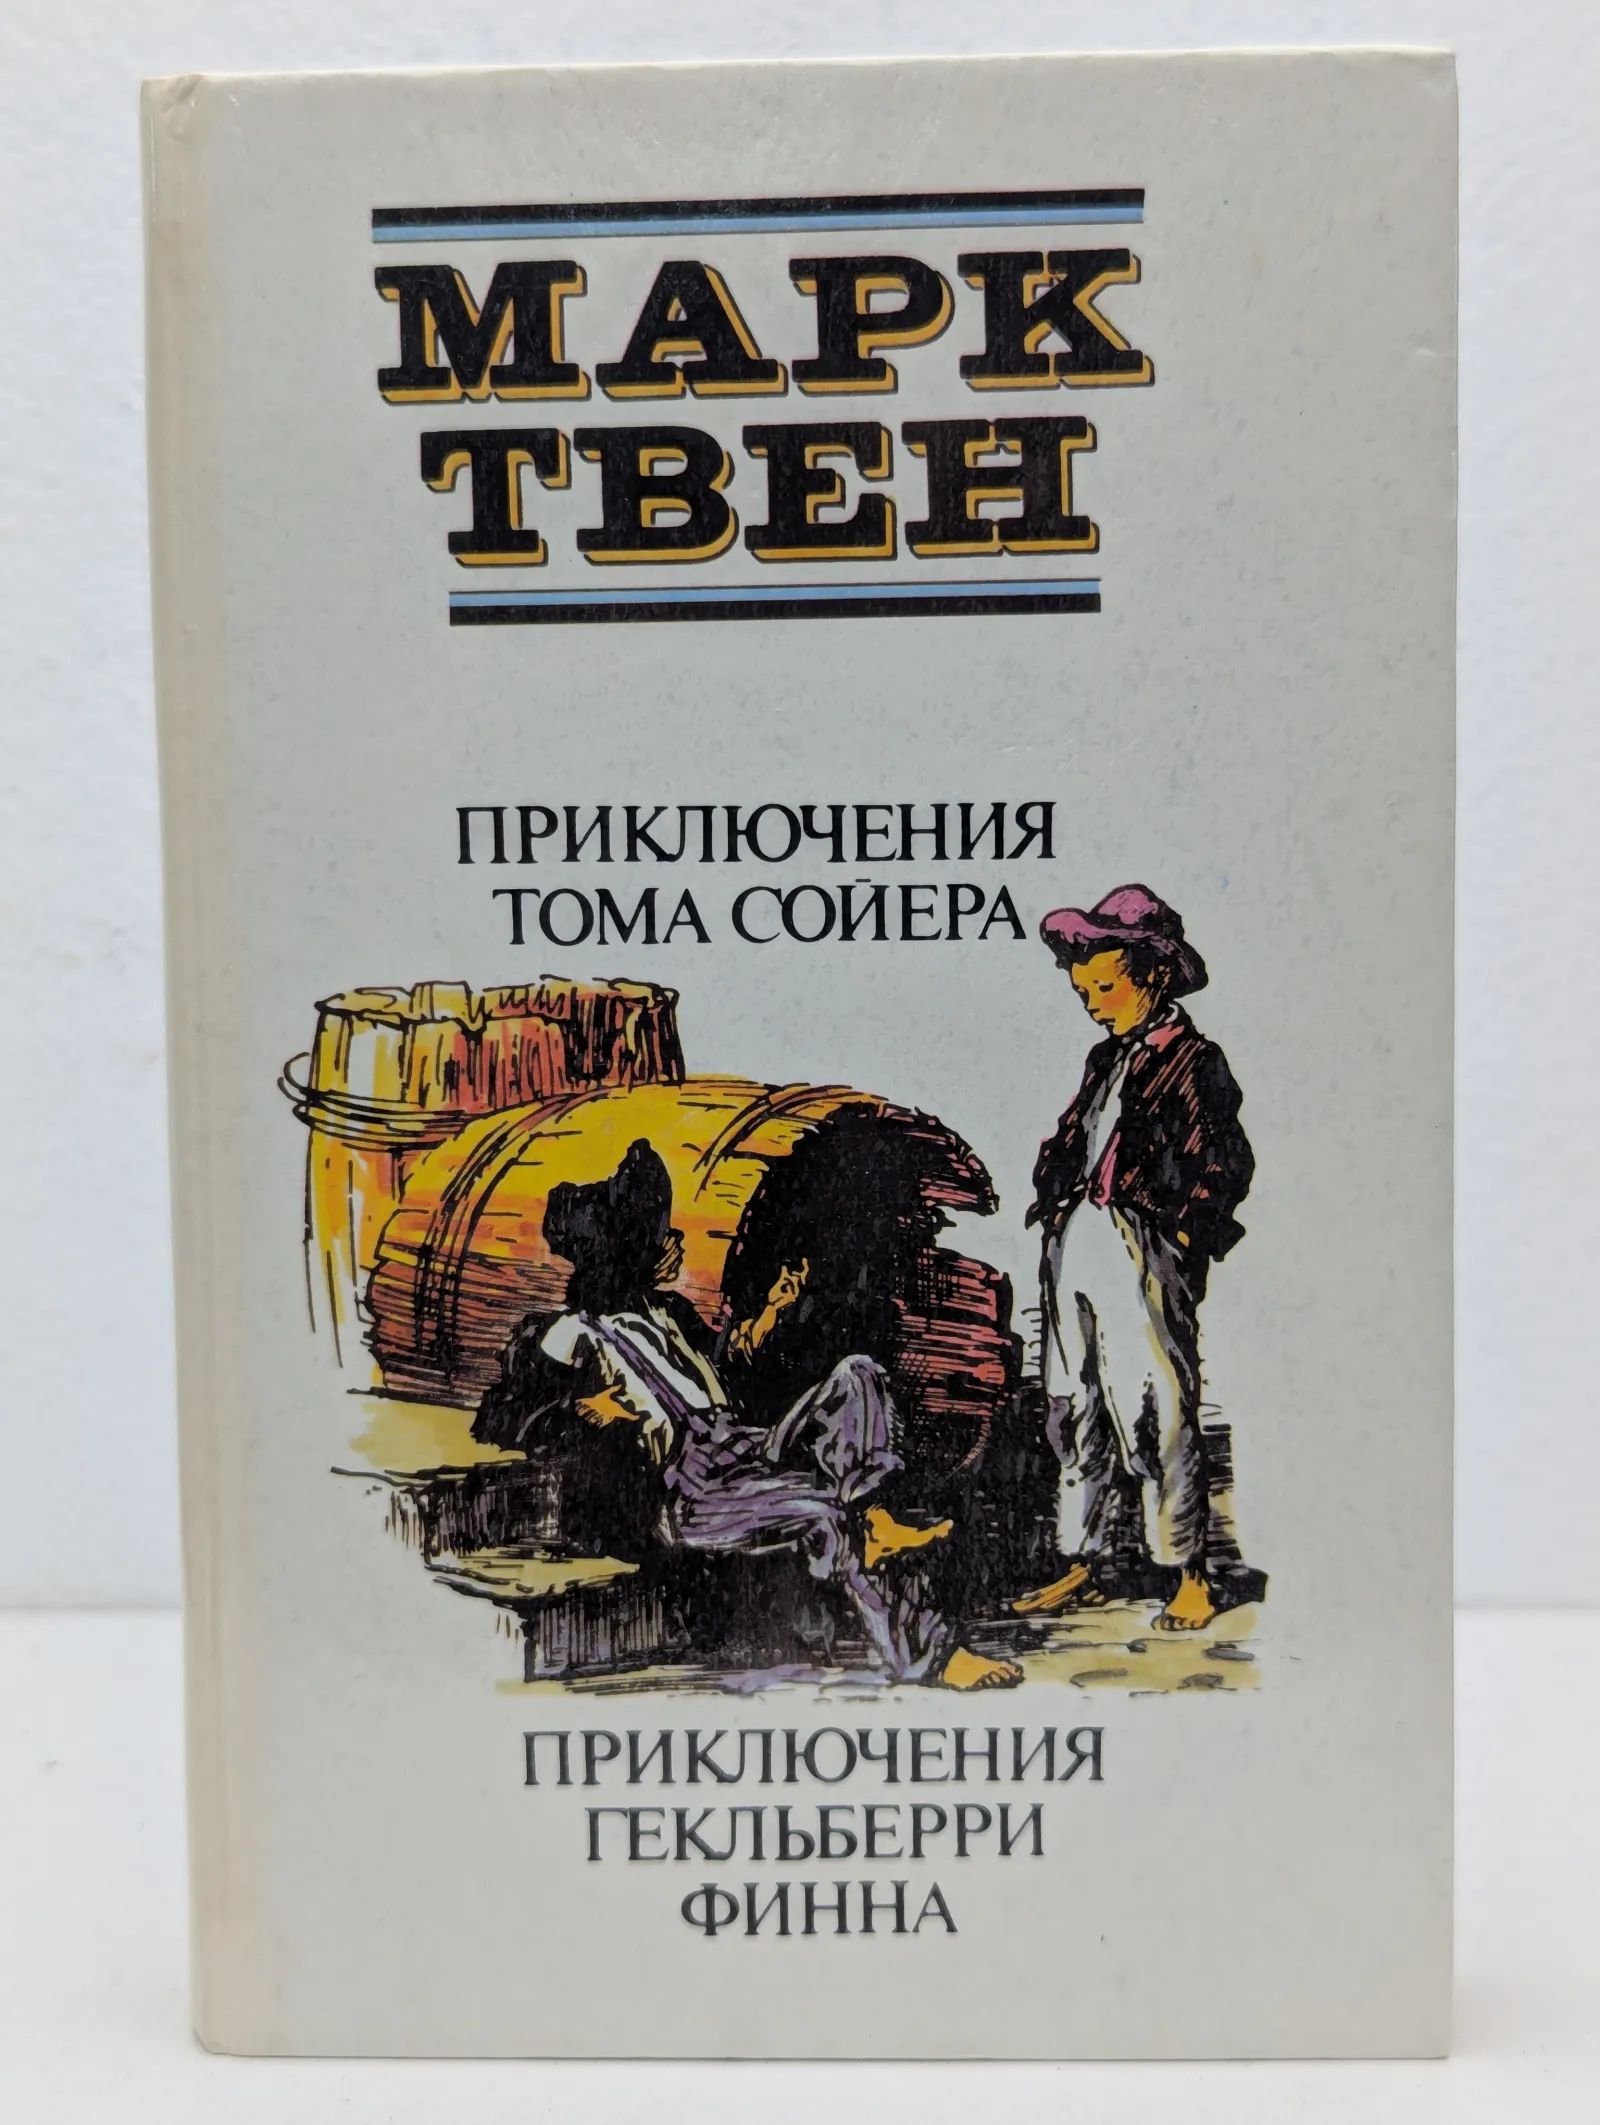 МАРК
ТВЕН
ПРИКЛЮЧЕНИЯ
ТОМА СОЙЕРА
ПРИКЛЮЧЕНИЯ
ГЕКЛЬБЕРРИ
ФИННА